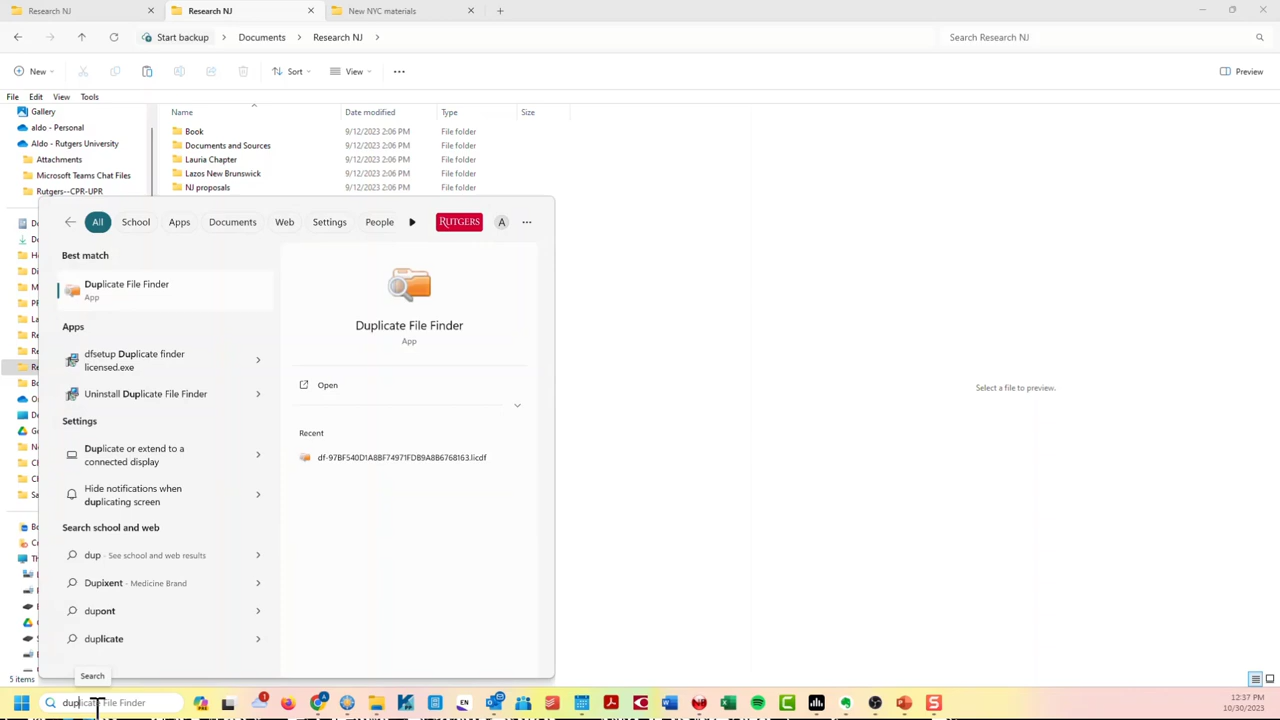 Research NJ
Research NJ
New NYC materials
Start backup
Documents
Research NJ
Search Research NJ
New
Sort
View
Preview
File Edit View Tools
Gallery
aldo - Personal
Aldo - Rutgers University
Attachments
Microsoft Teams Chat Files
Rutgers--CPR-UPR
Name Date modified Type Size
Book 9/12/2023 2:06 PM File folder
Documents and Sources 9/12/2023 2:06 PM File folder
Lauria Chapter 9/12/2023 2:06 PM File folder
Lazos New Brunswick 9/12/2023 2:06 PM File folder
NJ proposals 9/12/2023 2:06 PM File folder
All School Apps Documents Web Settings People RUTGERS A
Best match
Duplicate File Finder
App
Apps
dfsetup Duplicate finder
licensed.exe
Uninstall Duplicate File Finder
Settings
Duplicate or extend to a
connected display
Hide notifications when
duplicating screen
Search school and web
dup - See school and web results
Dupixent - Medicine Brand
dupont
duplicate
Duplicate File Finder
App
Open
Recent
df-97BF540D1A8BF74971FDB9A8B6768163.licdf
Select a file to preview.
5 items
Search
duplicate File Finder
12:37 PM
10/30/2023